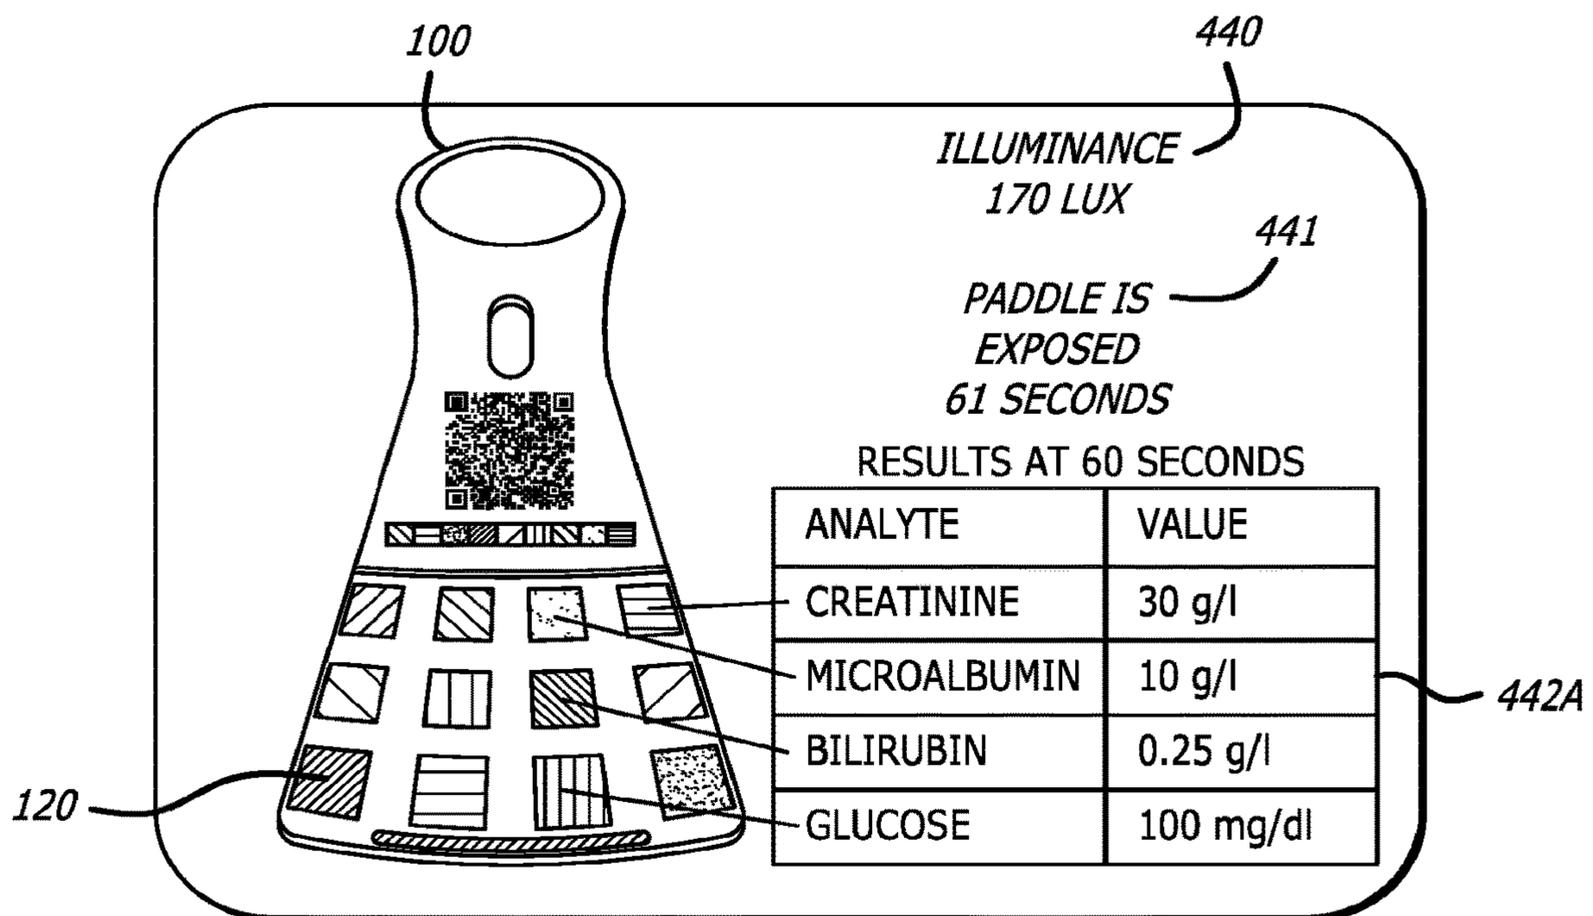 100
440
ILLUMINANCE
170 LUX
441
PADDLE IS
EXPOSED
61 SECONDS
RESULTS AT 60 SECONDS
ANALYTE VALUE
CREATININE 30 g/l
MICROALBUMIN 10 g/l
442A
BILIRUBIN 0.25 g/l
120
GLUCOSE 100 mg/dl